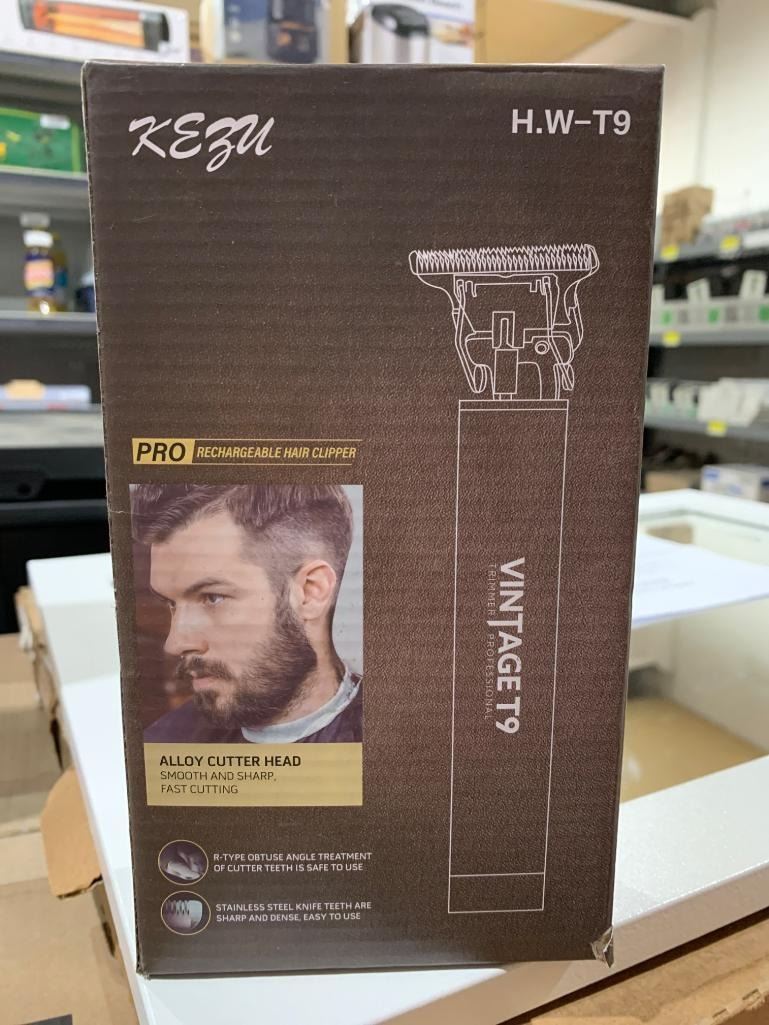 KEZU
H.W-T9
PRO RECHARGEABLE HAIR CLIPPER
VINTAGE T9
TRIMMER PROFESSIONAL
ALLOY CUTTER HEAD
SMOOTH AND SHARP,
FAST CUTTING
R-TYPE OBTUSE ANGLE TREATMENT
OF CUTTER TEETH IS SAFE TO USE
STAINLESS STEEL KNIFE TEETH ARE
SHARP AND DENSE, EASY TO USE